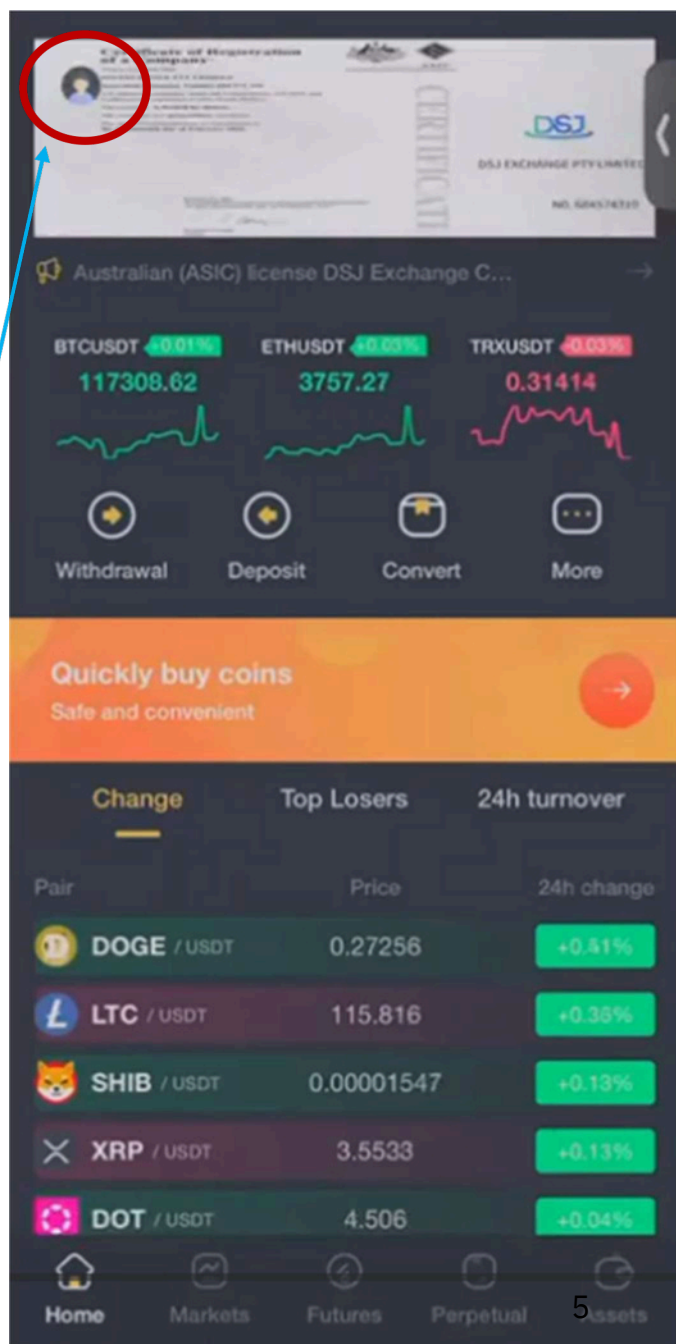 Certificate of Registration
of a Company
CERTIFICATE
DSJ
DSJ EXCHANGE PTY LIMITED
Australian (ASIC) license DSJ Exchange C...
BTCUSDT +0.01%
ETHUSDT +0.03%
TRXUSDT -0.03%
117308.62
3757.27
0.31414
Withdrawal
Deposit
Convert
More
Quickly buy coins
Safe and convenient
Change
Top Losers
24h turnover
Pair
Price
24h change
DOGE / USDT 0.27256 +0.41%
LTC / USDT 115.816 +0.36%
SHIB / USDT 0.00001547 +0.13%
XRP / USDT 3.5533 +0.13%
DOT / USDT 4.506 +0.04%
Home
Markets
Futures
Perpetual
Assets
5